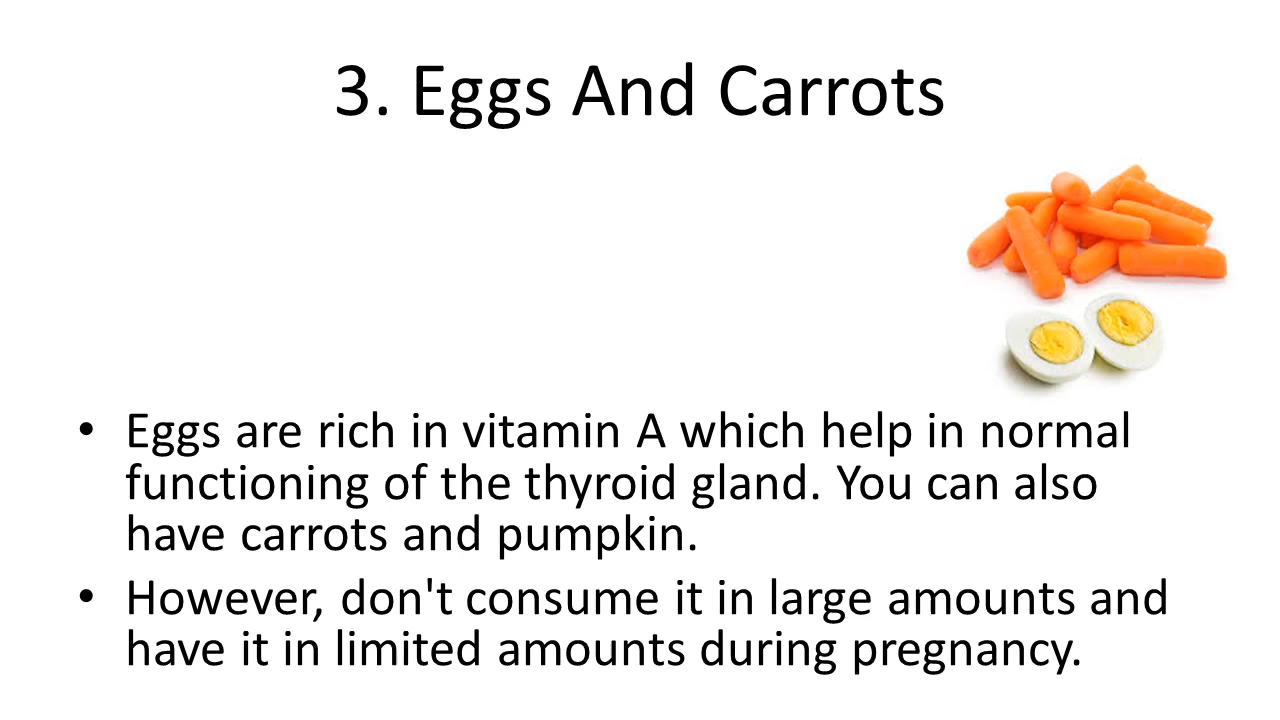 3. Eggs And Carrots
• Eggs are rich in vitamin A which help in normal
functioning of the thyroid gland. You can also
have carrots and pumpkin.
• However, don't consume it in large amounts and
have it in limited amounts during pregnancy.